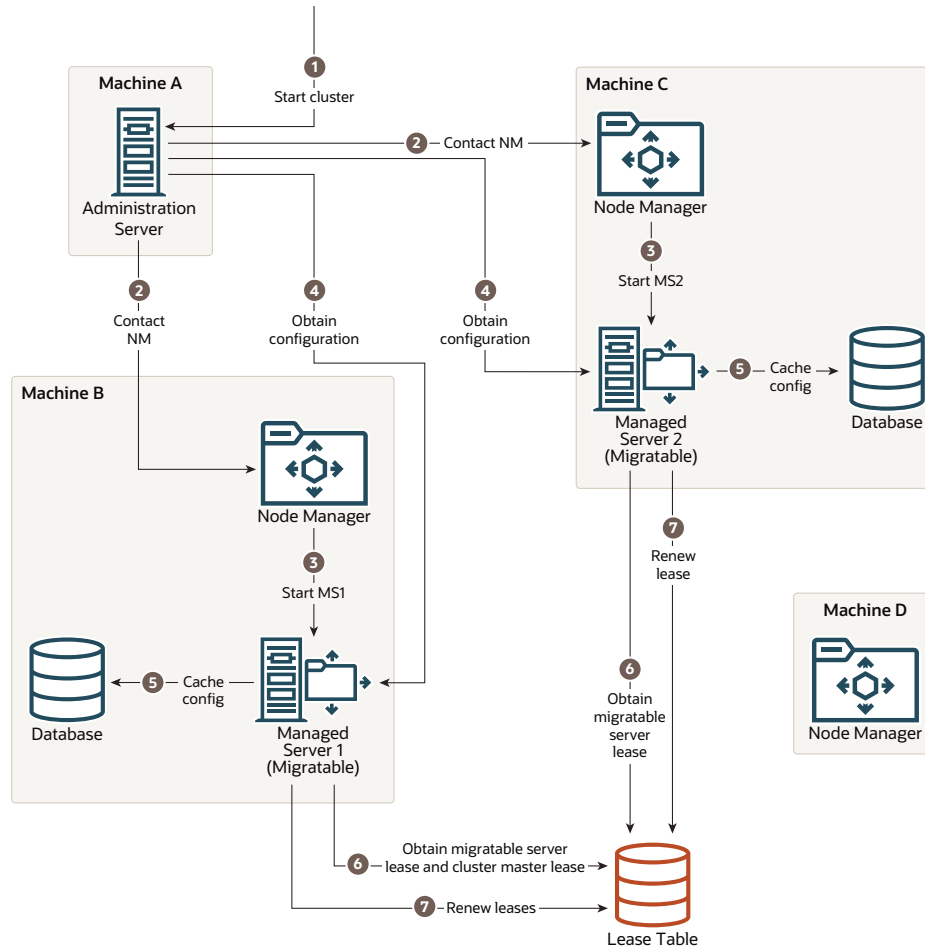 1
Start cluster
Machine A
Administration
Server
2
Contact NM
2
Contact
NM
4
Obtain
configuration
4
Obtain
configuration
Machine C
Node Manager
3
Start MS2
Managed
Server 2
(Migratable)
5
Cache
config
Database
Machine B
Node Manager
3
Start MS1
Managed
Server 1
(Migratable)
5
Cache
config
Database
7
Renew
lease
6
Obtain
migratable
server
lease
Machine D
Node Manager
6
Obtain migratable server
lease and cluster master lease
7
Renew leases
Lease Table